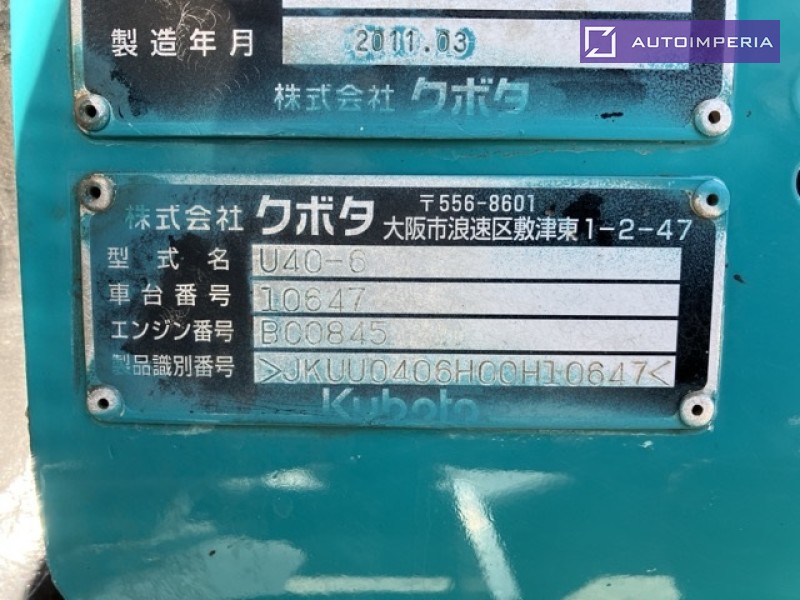 AUTOIMPERIA
製造年月 2011.03
株式会社 クボタ
株式会社 クボタ 〒556-8601
大阪市浪速区敷津東1-2-47
型式名 U40-6
車台番号 10647
エンジン番号 BC0845
製品識別番号 >JKUU0406HC0H10647<
Kubota